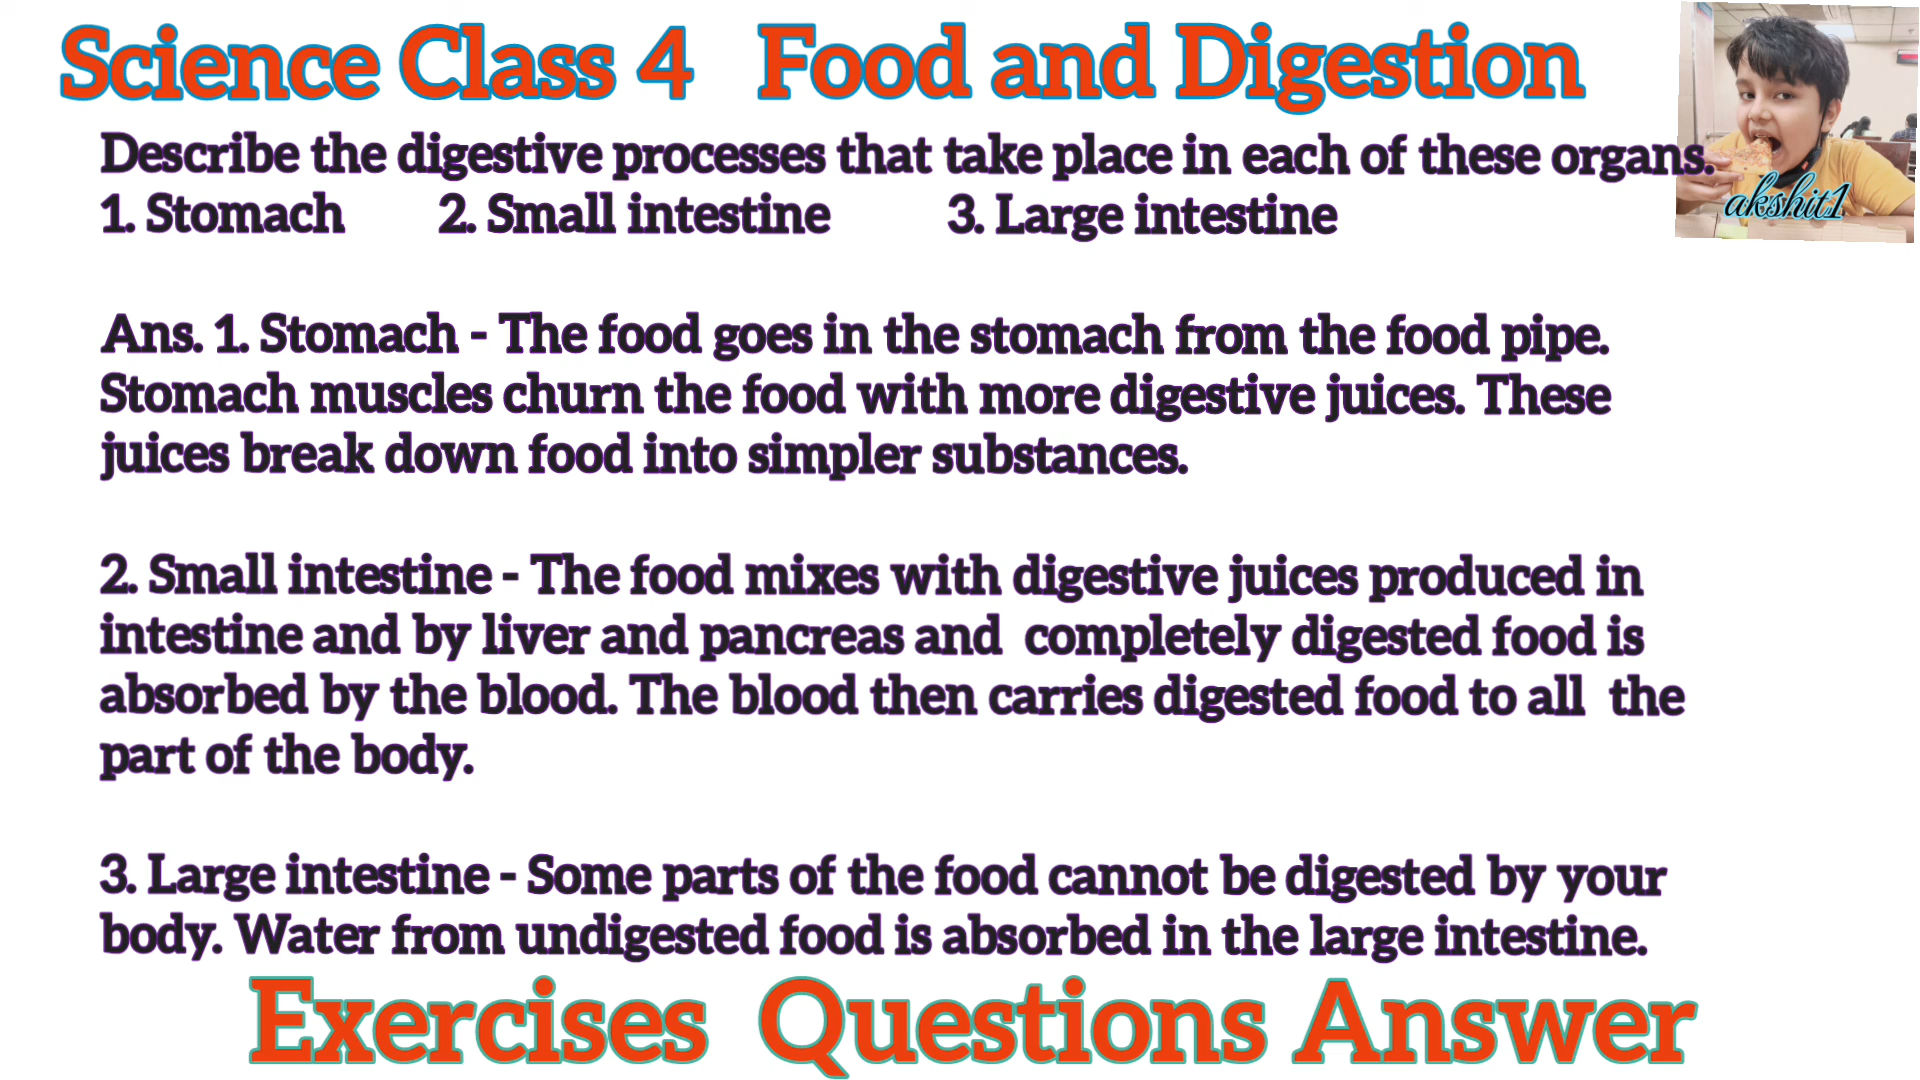 Science Class 4 Food and Digestion
Describe the digestive processes that take place in each of these organs.
1. Stomach 2. Small intestine 3. Large intestine
akshit1
Ans. 1. Stomach - The food goes in the stomach from the food pipe.
Stomach muscles churn the food with more digestive juices. These
juices break down food into simpler substances.
2. Small intestine - The food mixes with digestive juices produced in
intestine and by liver and pancreas and completely digested food is
absorbed by the blood. The blood then carries digested food to all the
part of the body.
3. Large intestine - Some parts of the food cannot be digested by your
body. Water from undigested food is absorbed in the large intestine.
Exercises Questions Answer